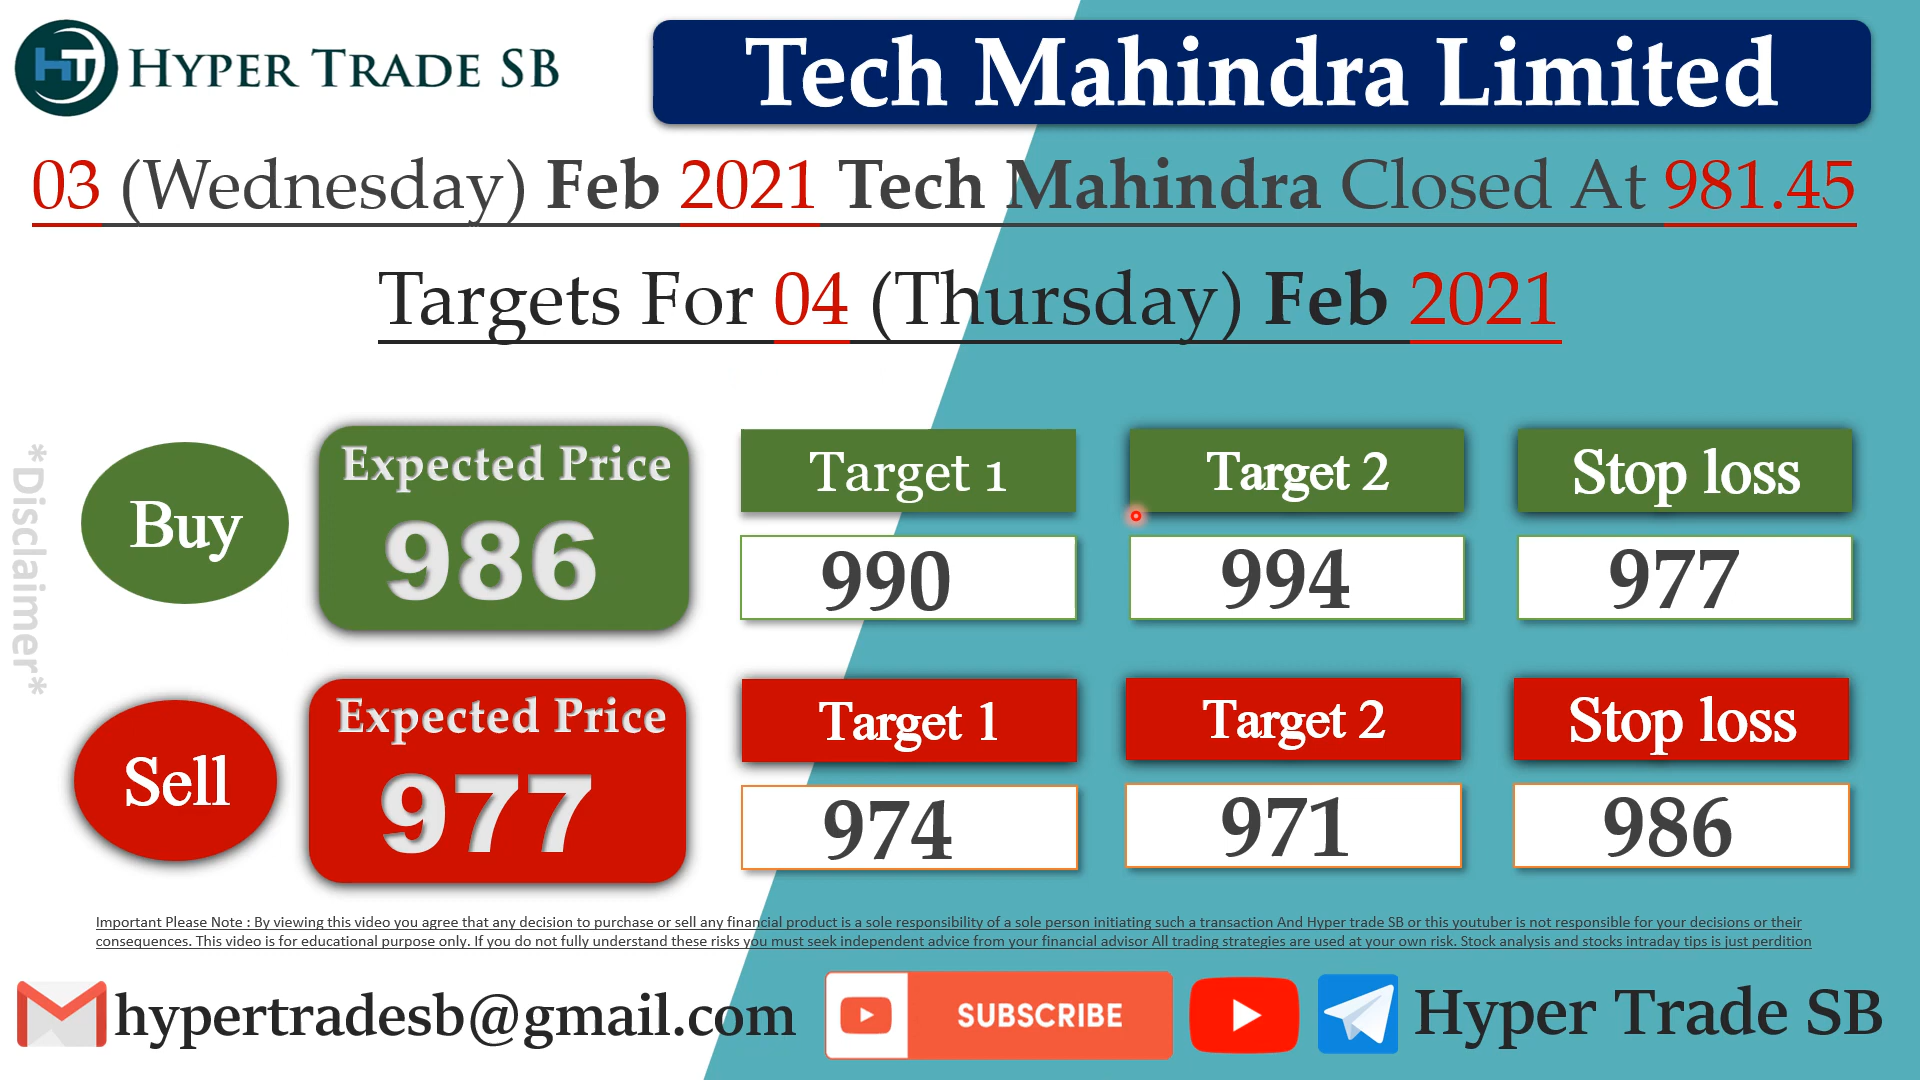 HT HYPER TRADE SB
Tech Mahindra Limited
03 (Wednesday) Feb 2021 Tech Mahindra Closed At 981.45
Targets For 04 (Thursday) Feb 2021
*Disclaimer*
Buy
Expected Price
986
Target 1
990
Target 2
994
Stop loss
977
Sell
Expected Price
977
Target 1
974
Target 2
971
Stop loss
986
Important Please Note : By viewing this video you agree that any decision to purchase or sell any financial product is a sole responsibility of a sole person initiating such a transaction And Hyper trade SB or this youtuber is not responsible for your decisions or their
consequences. This video is for educational purpose only. If you do not fully understand these risks you must seek independent advice from your financial advisor All trading strategies are used at your own risk. Stock analysis and stocks intraday tips is just perdition
hypertradesb@gmail.com
SUBSCRIBE
Hyper Trade SB